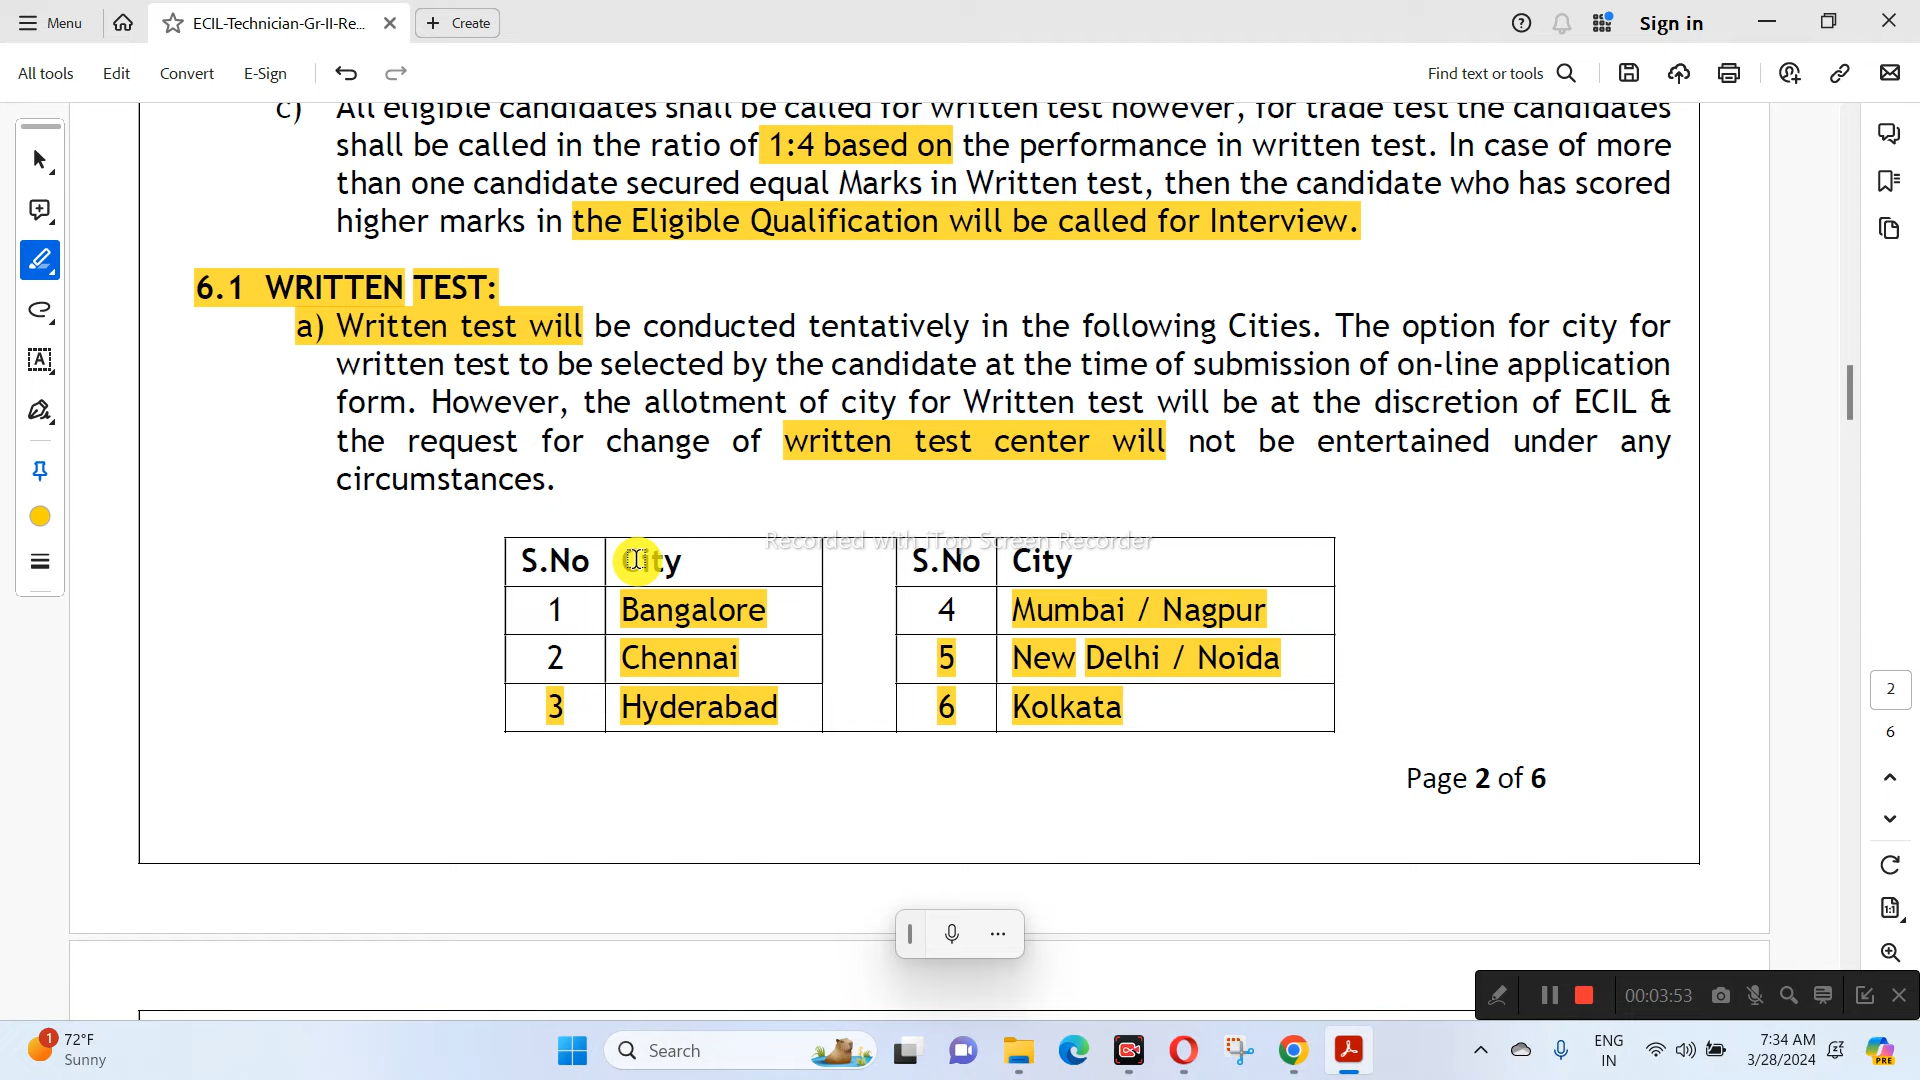 Menu
ECIL-Technician-Gr-II-Re...
Create
Sign in
All tools
Edit
Convert
E-Sign
Find text or tools
c) All eligible candidates shall be called for written test however, for trade test the candidates
shall be called in the ratio of 1:4 based on the performance in written test. In case of more
than one candidate secured equal Marks in Written test, then the candidate who has scored
higher marks in the Eligible Qualification will be called for Interview.
6.1 WRITTEN TEST:
a) Written test will be conducted tentatively in the following Cities. The option for city for
written test to be selected by the candidate at the time of submission of on-line application
form. However, the allotment of city for Written test will be at the discretion of ECIL &
the request for change of written test center will not be entertained under any
circumstances.
Recorded with iTop Screen Recorder
S.No City S.No City
1 Bangalore 4 Mumbai / Nagpur
2 Chennai 5 New Delhi / Noida
3 Hyderabad 6 Kolkata
Page 2 of 6
2
6
1:1
00:03:53
1
72°F
Sunny
Search
ENG
IN
7:34 AM
3/28/2024
PRE